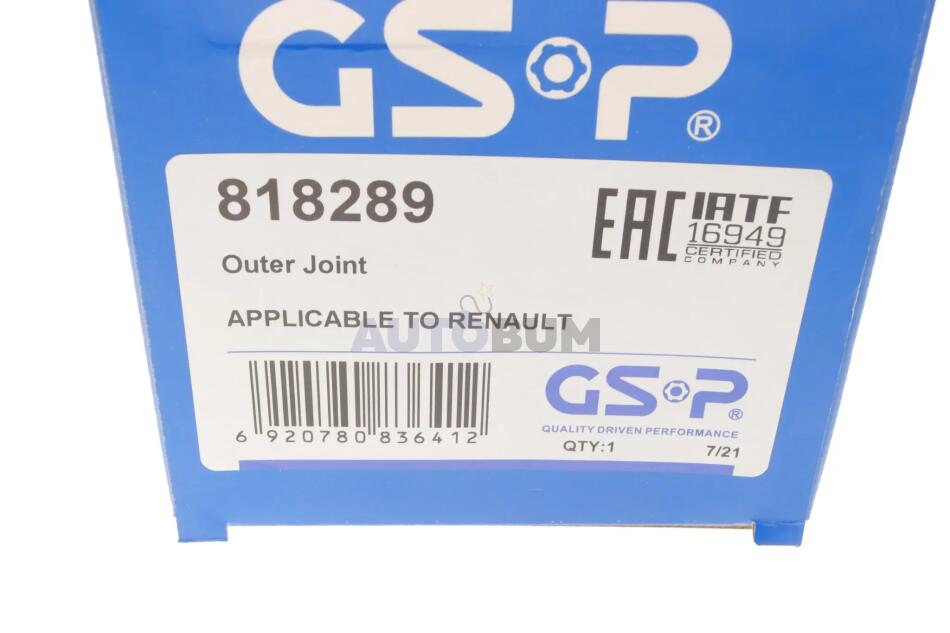 GSP®
818289
EAC
IATF
16949
CERTIFIED
COMPANY
Outer Joint
APPLICABLE TO RENAULT
AUTOBUM
6 920780 836412
GSP®
QUALITY DRIVEN PERFORMANCE
QTY:1 7/21